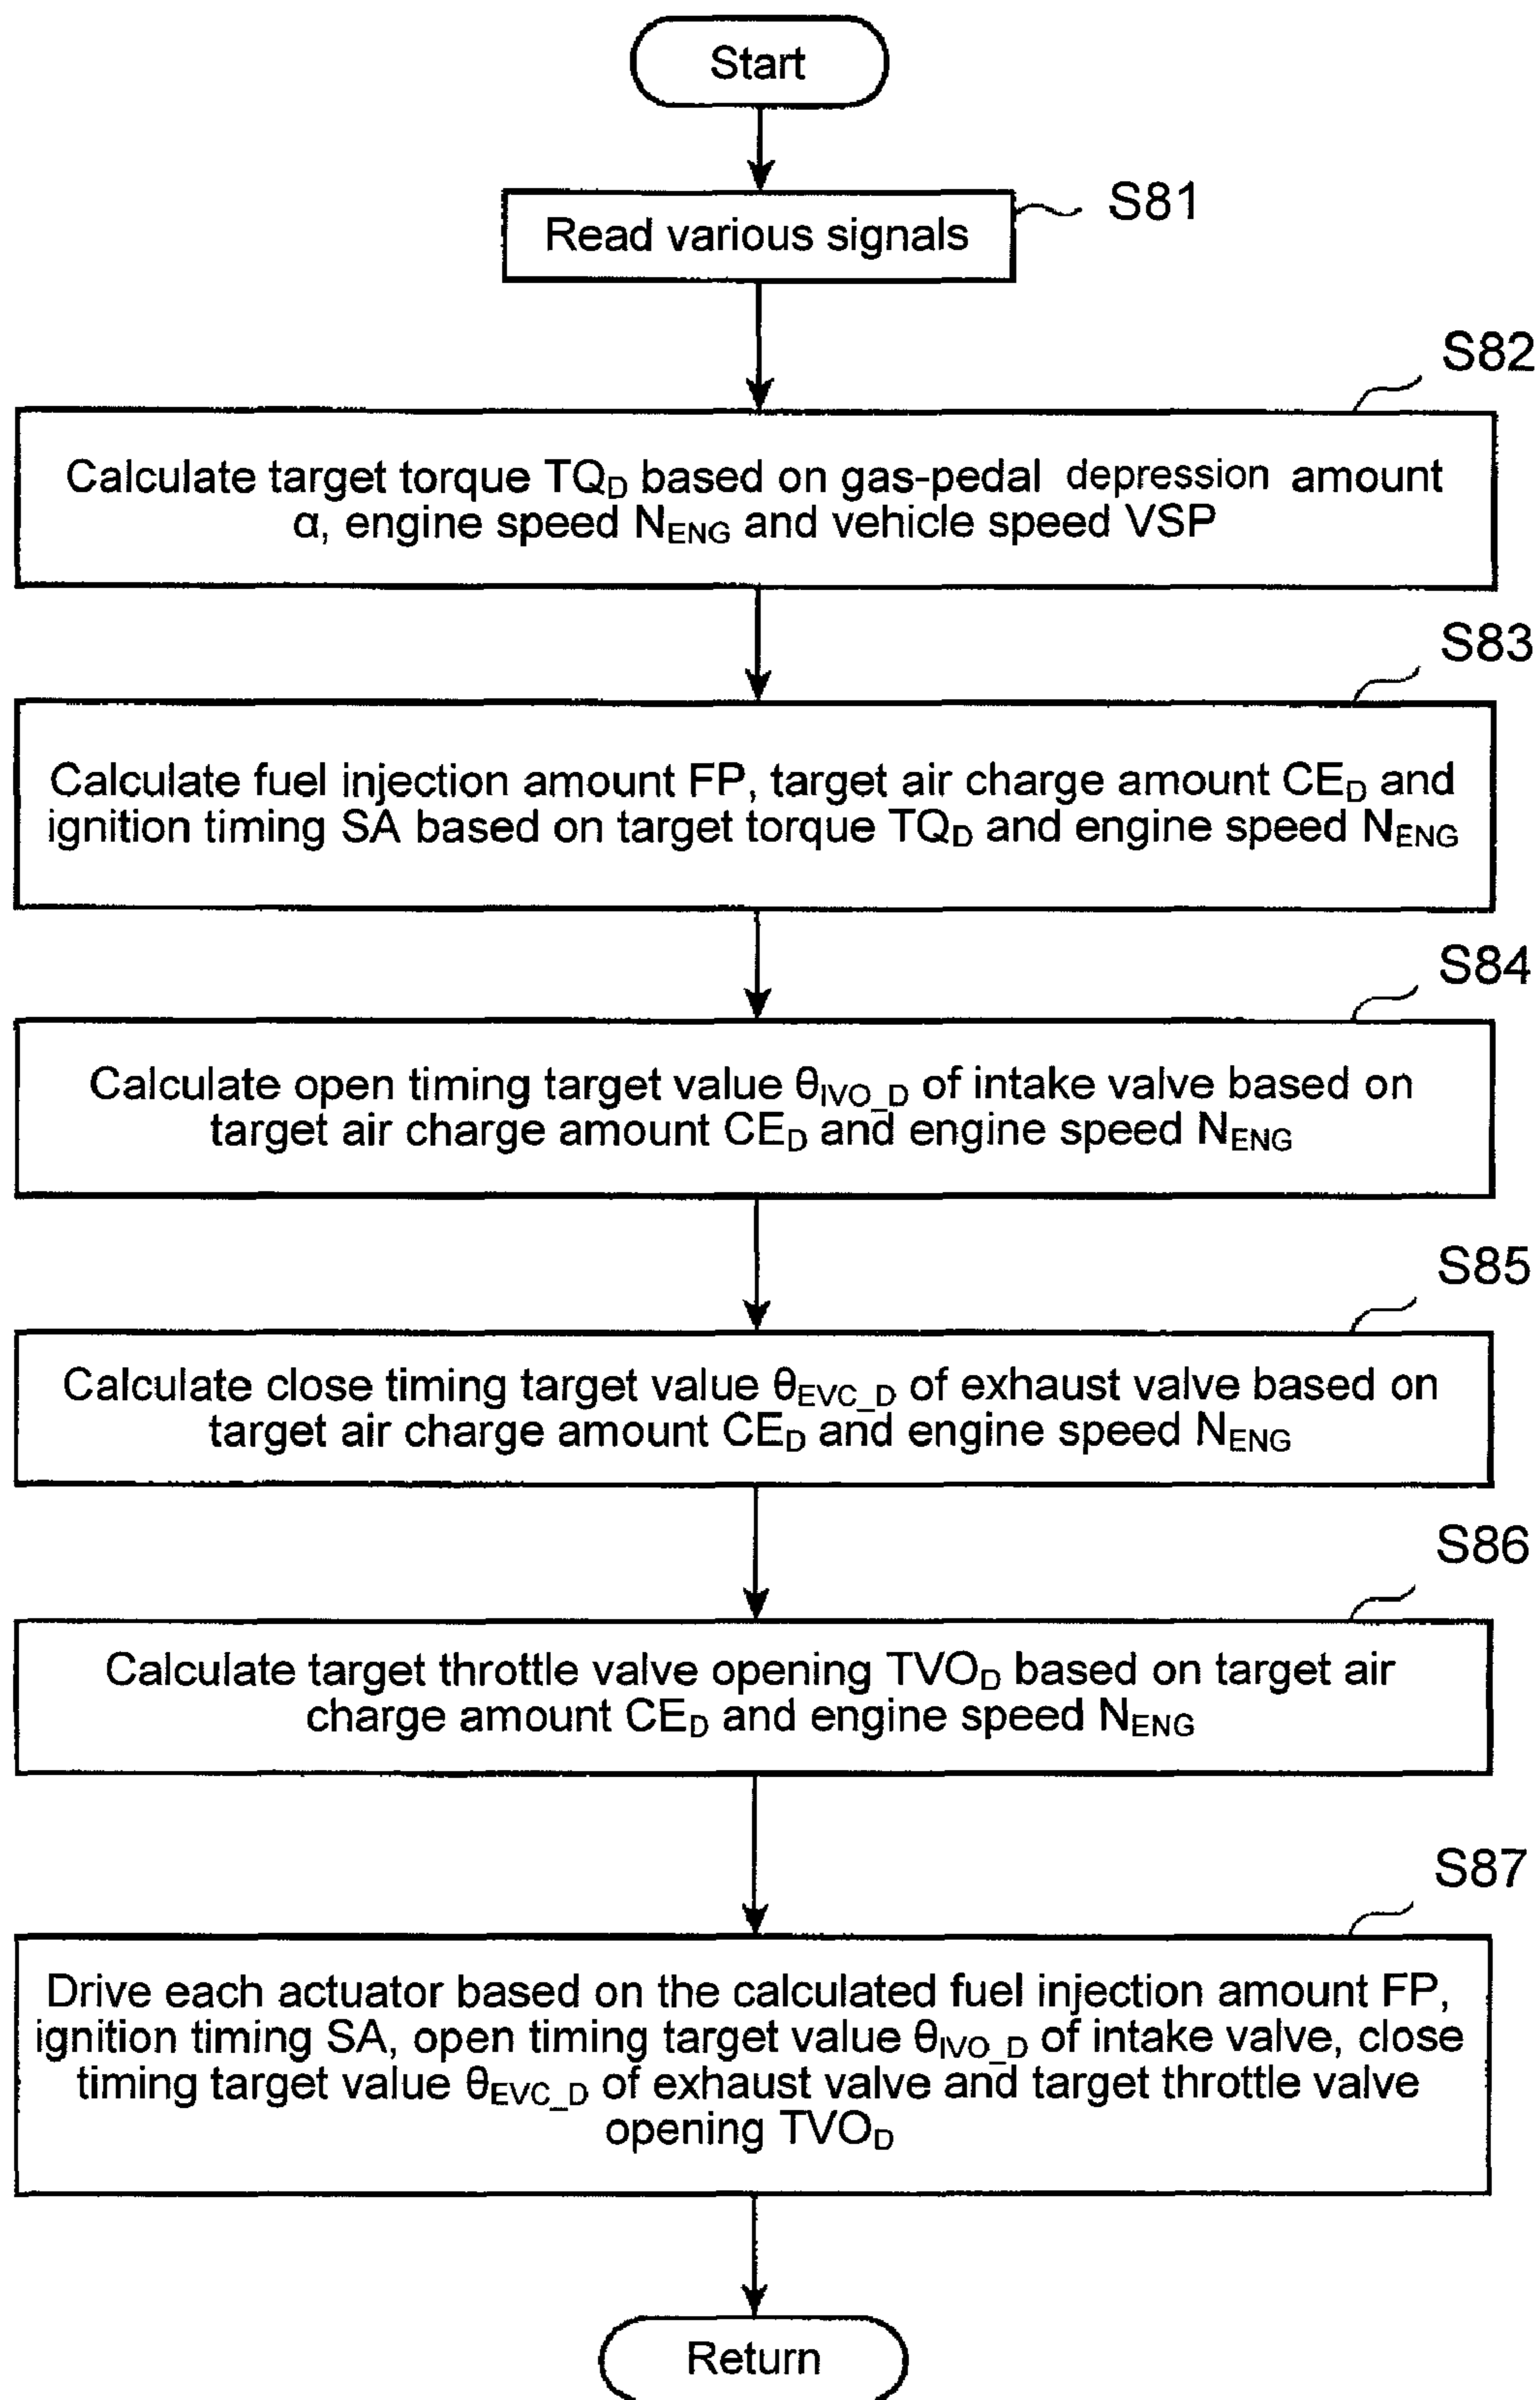 Start
S81
Read various signals
S82
Calculate target torque TQD based on gas-pedal depression amount
α, engine speed NENG and vehicle speed VSP
S83
Calculate fuel injection amount FP, target air charge amount CED and
ignition timing SA based on target torque TQD and engine speed NENG
S84
Calculate open timing target value θIVO_D of intake valve based on
target air charge amount CED and engine speed NENG
S85
Calculate close timing target value θEVC_D of exhaust valve based on
target air charge amount CED and engine speed NENG
S86
Calculate target throttle valve opening TVOD based on target air
charge amount CED and engine speed NENG
S87
Drive each actuator based on the calculated fuel injection amount FP,
ignition timing SA, open timing target value θIVO_D of intake valve, close
timing target value θEVC_D of exhaust valve and target throttle valve
opening TVOD
Return